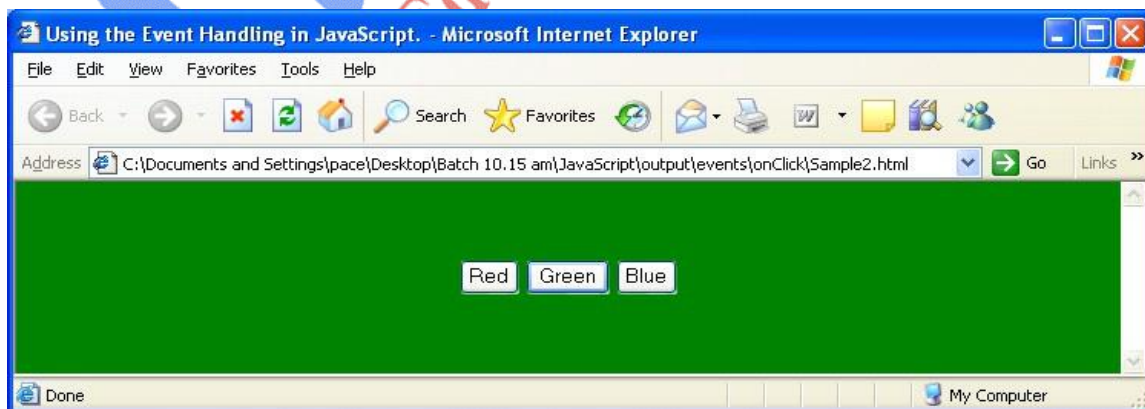 Using the Event Handling in JavaScript. - Microsoft Internet Explorer
File Edit View Favorites Tools Help
Back Search Favorites W
Address C:\Documents and Settings\pace\Desktop\Batch 10.15 am\JavaScript\output\events\onClick\Sample2.html Go Links »
Red Green Blue
Done My Computer